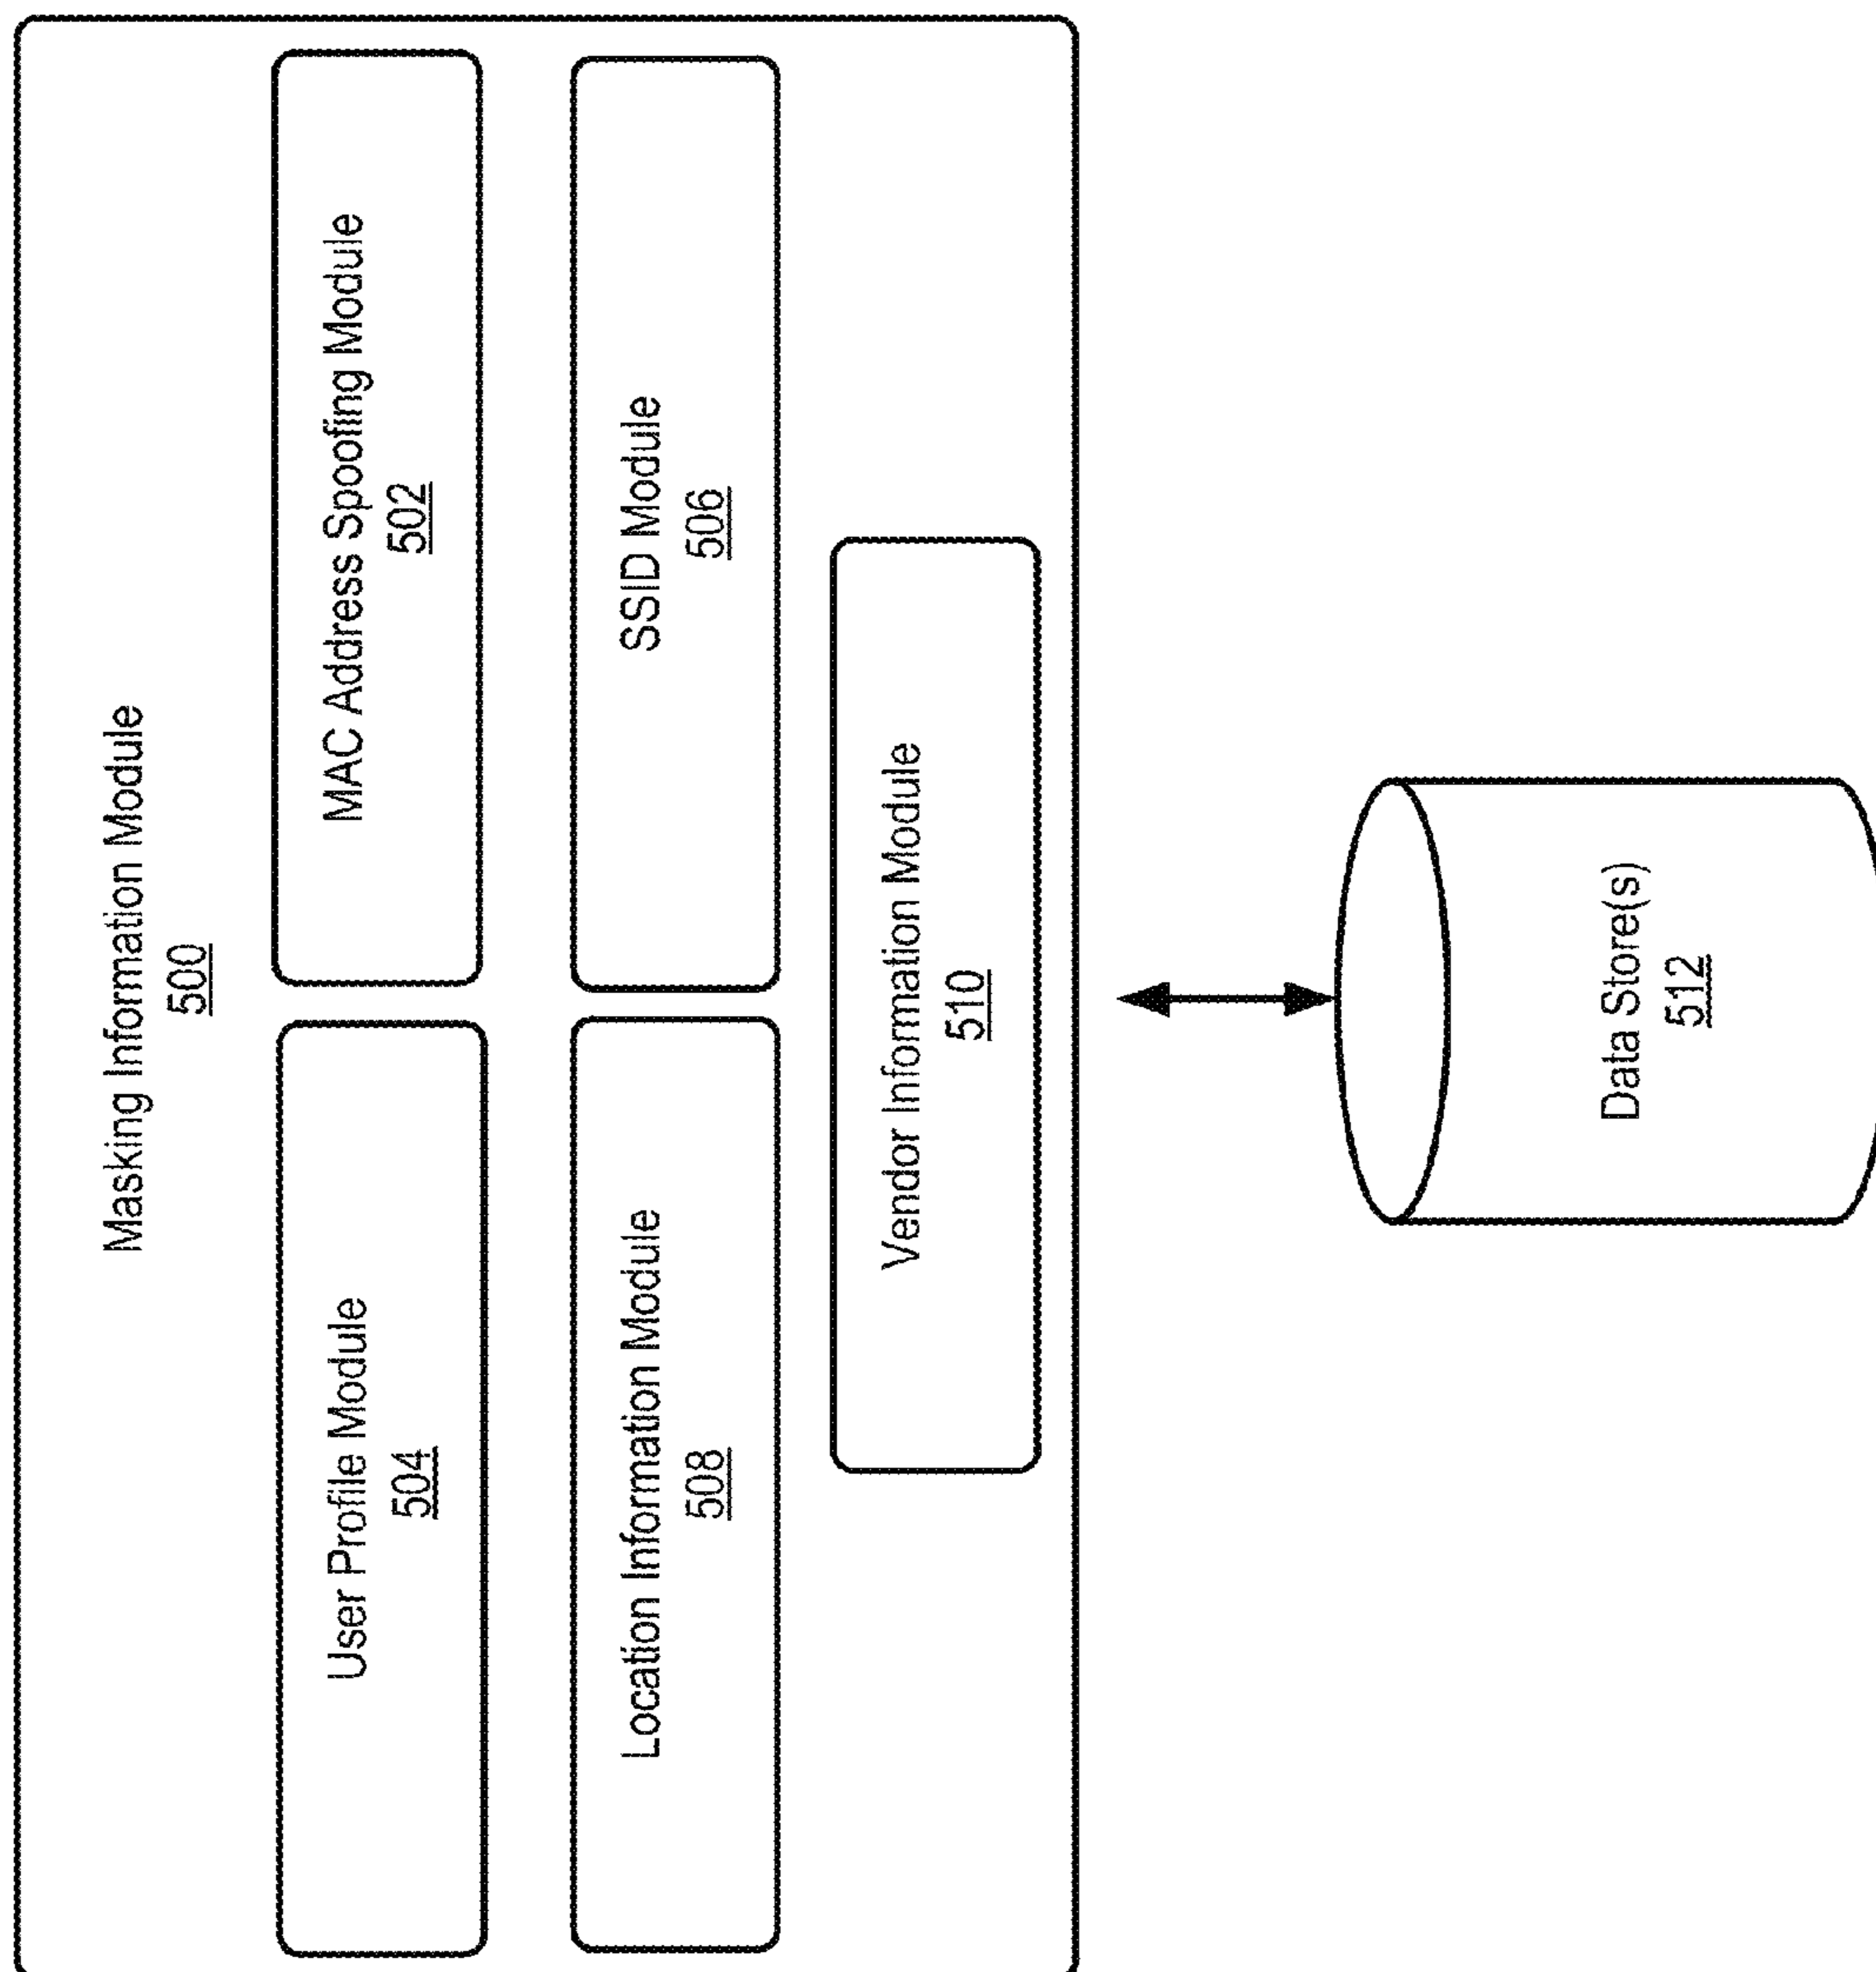 Masking Information Module
500
User Profile Module
504
MAC Address Spoofing Module
502
Location Information Module
508
SSID Module
506
Vendor Information Module
510
Data Store(s)
512